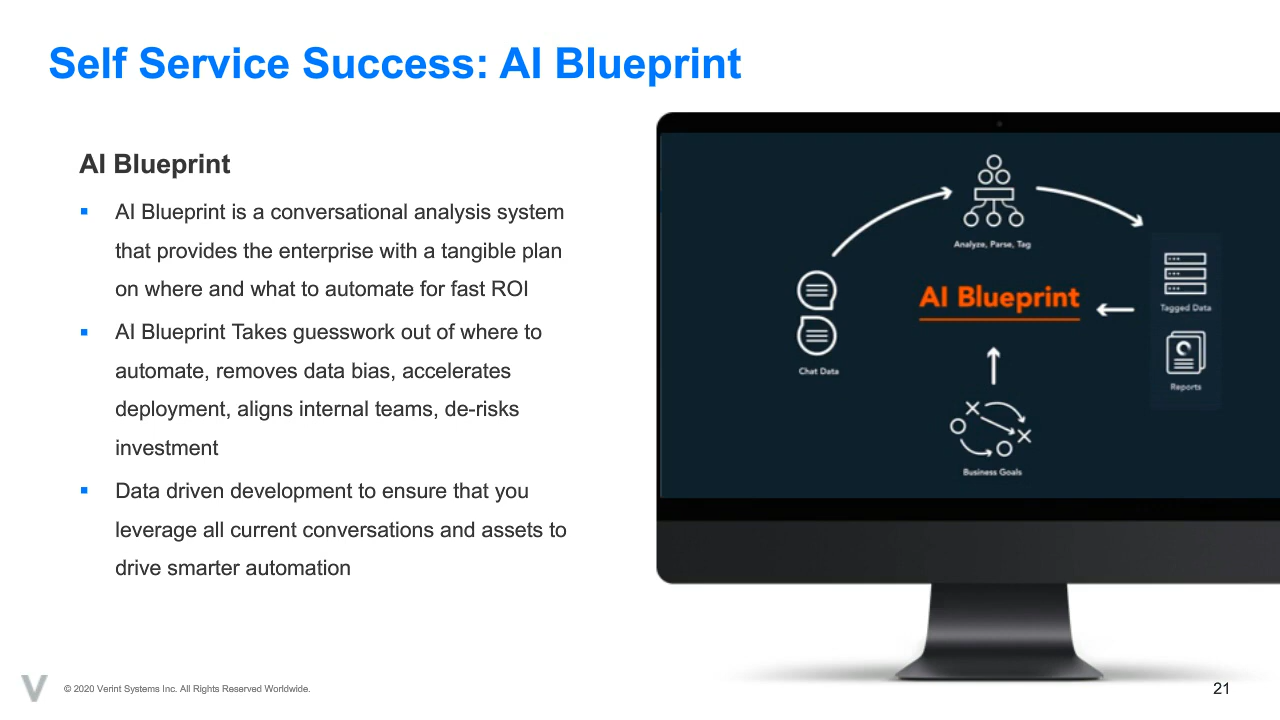 Self Service Success: AI Blueprint
AI Blueprint
▪ AI Blueprint is a conversational analysis system
that provides the enterprise with a tangible plan
on where and what to automate for fast ROI
▪ AI Blueprint Takes guesswork out of where to
automate, removes data bias, accelerates
deployment, aligns internal teams, de-risks
investment
▪ Data driven development to ensure that you
leverage all current conversations and assets to
drive smarter automation
Analyze, Parse, Tag
AI Blueprint
Tagged Data
Chat Data
Reports
Business Goals
© 2020 Verint Systems Inc. All Rights Reserved Worldwide.
21